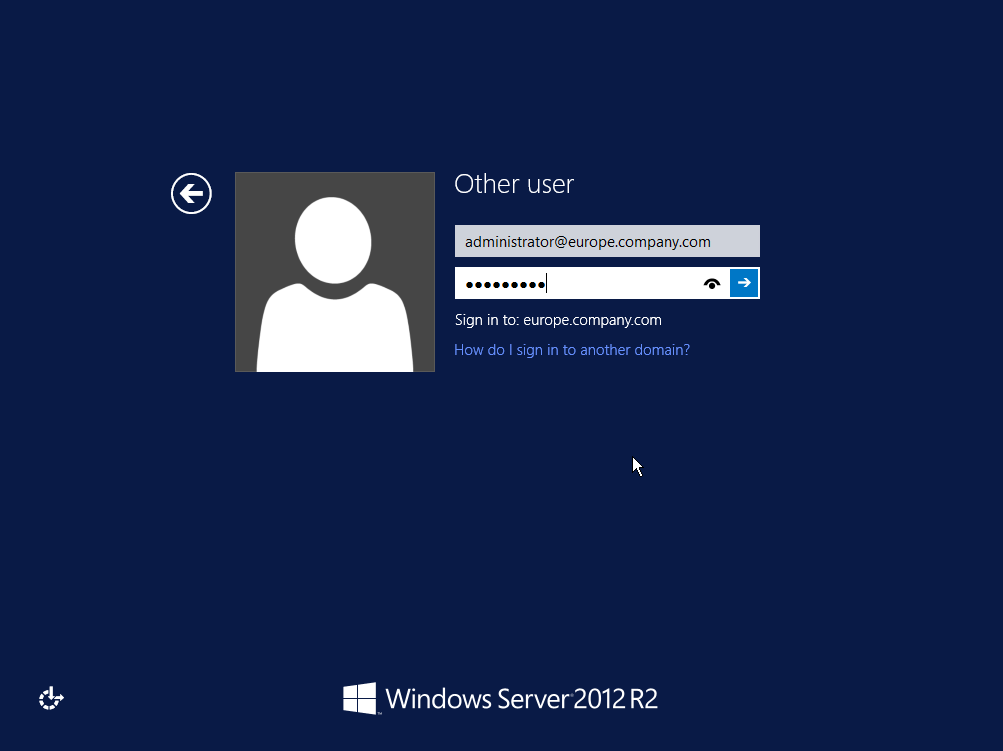 Other user
administrator@europe.company.com
●●●●●●●●●
Sign in to: europe.company.com
How do I sign in to another domain?
Windows Server 2012 R2